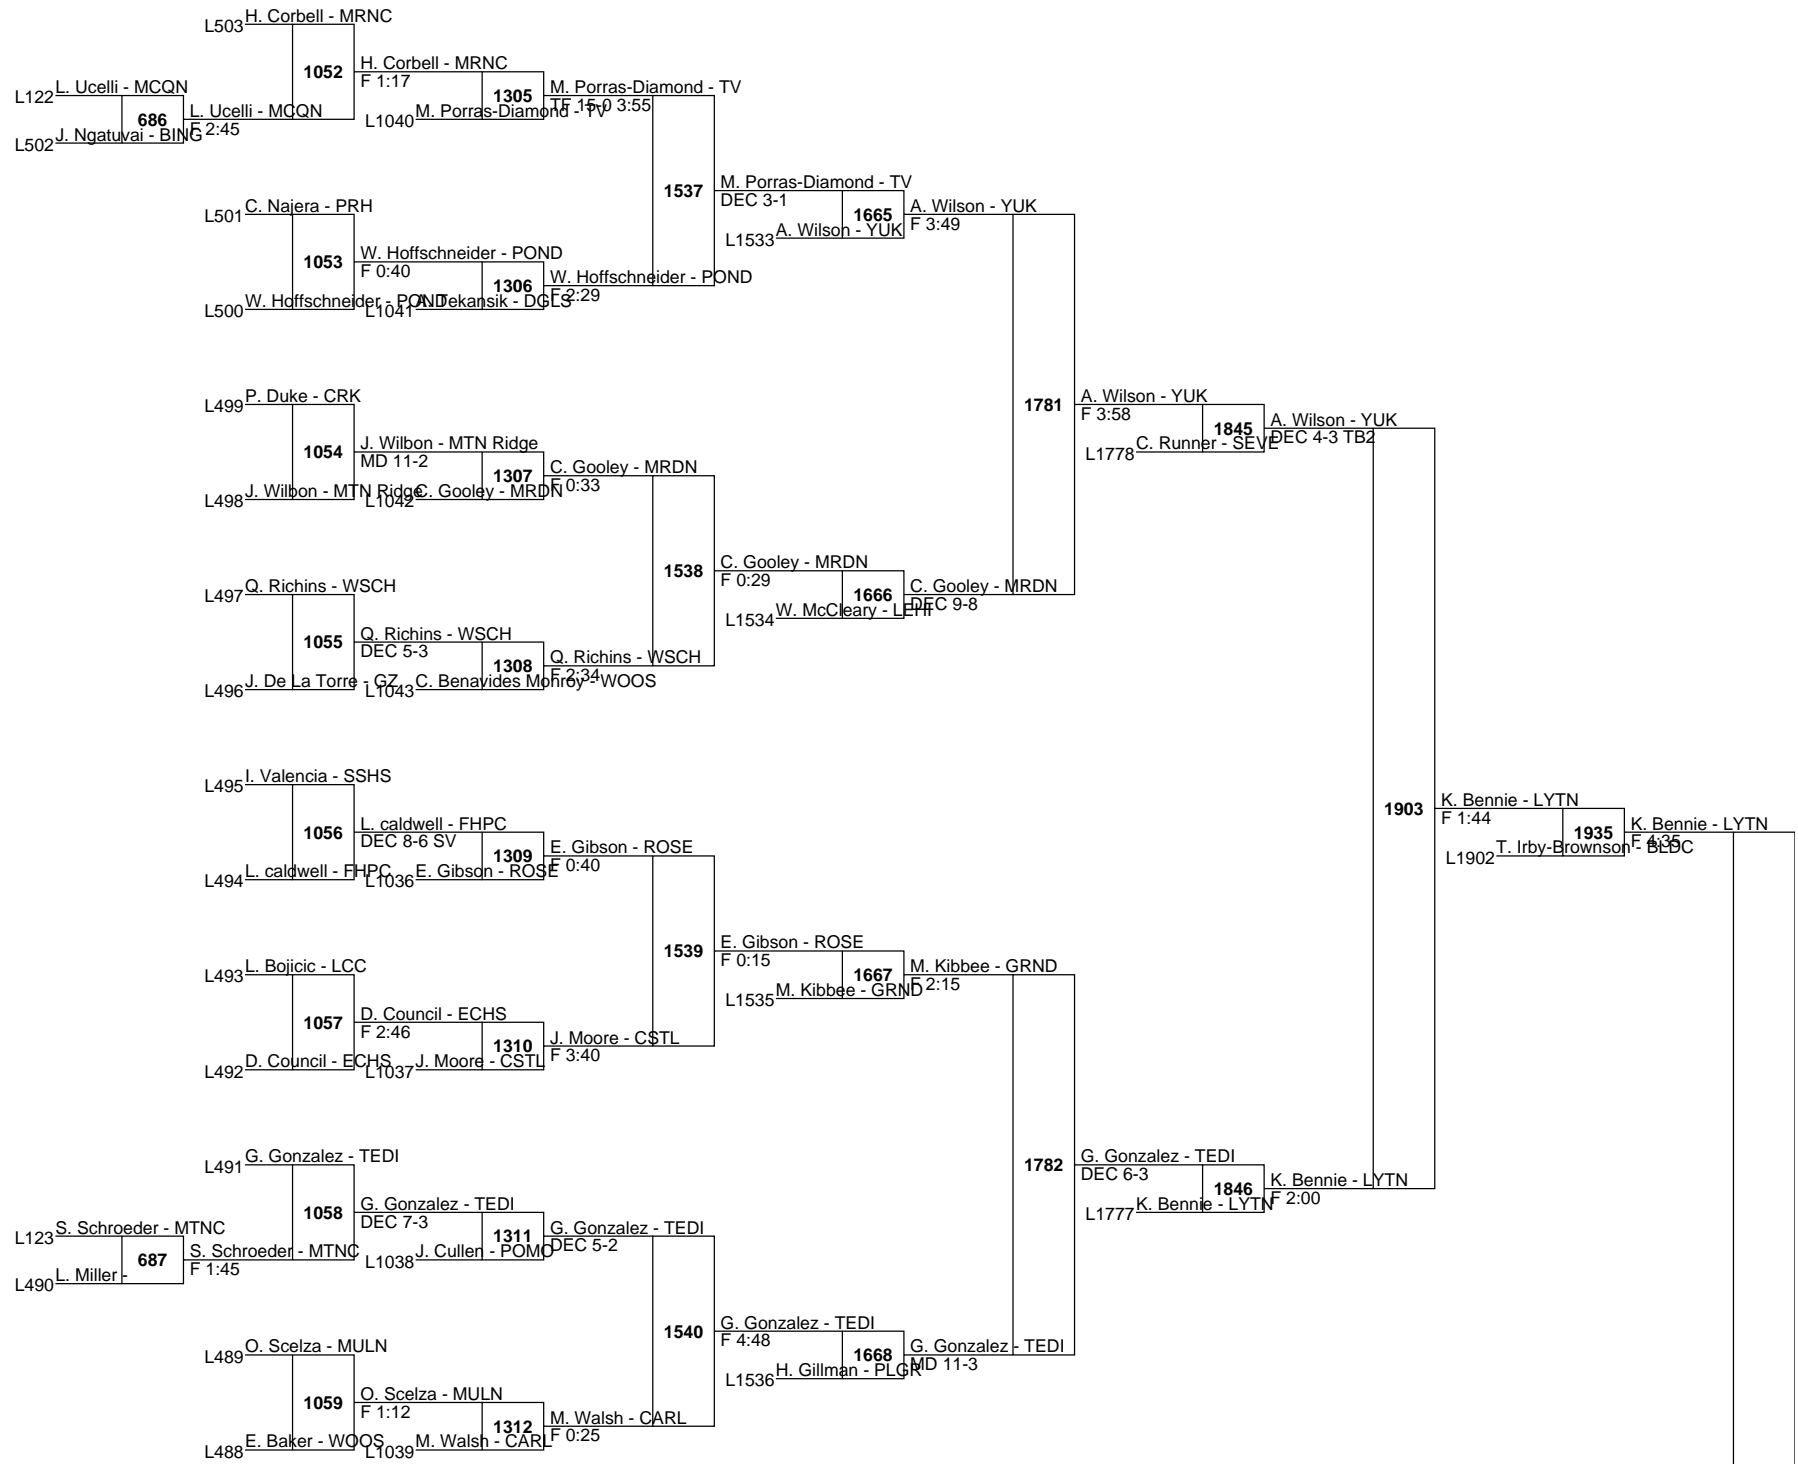 L503 H. Corbell - MRNC
1052
H. Corbell - MRNC
F 1:17
L122 L. Ucelli - MCQN
686
L. Ucelli - MCQN
F 2:45
L502 J. Ngatuvai - BING
1305
L1040 M. Porras-Diamond - TV
M. Porras-Diamond - TV
TF 15-0 3:55
1537
M. Porras-Diamond - TV
DEC 3-1
1665
L1533 A. Wilson - YUK
A. Wilson - YUK
F 3:49
L501 C. Najera - PRH
1053
W. Hoffschneider - POND
F 0:40
L500 W. Hoffschneider - POND
1306
L1041 A. Tekansik - DGLS
W. Hoffschneider - POND
F 2:29
L499 P. Duke - CRK
1054
J. Wilbon - MTN Ridge
MD 11-2
L498 J. Wilbon - MTN Ridge
1307
L1042 C. Gooley - MRDN
C. Gooley - MRDN
F 0:33
1781
A. Wilson - YUK
F 3:58
1845
L1778 C. Runner - SEVE
A. Wilson - YUK
DEC 4-3 TB2
1538
C. Gooley - MRDN
F 0:29
1666
L1534 W. McCleary - LEHI
C. Gooley - MRDN
DEC 9-8
L497 Q. Richins - WSCH
1055
Q. Richins - WSCH
DEC 5-3
L496 J. De La Torre - GZ
1308
L1043 C. Benavides Monroy - WOOS
Q. Richins - WSCH
F 2:34
L495 I. Valencia - SSHS
1056
L. caldwell - FHPC
DEC 8-6 SV
L494 L. caldwell - FHPC
1309
L1036 E. Gibson - ROSE
E. Gibson - ROSE
F 0:40
1903
K. Bennie - LYTN
F 1:44
1935
L1902 T. Irby-Brownson - BLDC
K. Bennie - LYTN
F 4:35
1539
E. Gibson - ROSE
F 0:15
1667
L1535 M. Kibbee - GRND
M. Kibbee - GRND
F 2:15
L493 L. Bojicic - LCC
1057
D. Council - ECHS
F 2:46
L492 D. Council - ECHS
1310
L1037 J. Moore - CSTL
J. Moore - CSTL
F 3:40
L491 G. Gonzalez - TEDI
1058
G. Gonzalez - TEDI
DEC 7-3
L123 S. Schroeder - MTNC
687
S. Schroeder - MTNC
F 1:45
L490 L. Miller -
1311
L1038 J. Cullen - POMO
G. Gonzalez - TEDI
DEC 5-2
1782
G. Gonzalez - TEDI
DEC 6-3
1846
L1777 K. Bennie - LYTN
K. Bennie - LYTN
F 2:00
1540
G. Gonzalez - TEDI
F 4:48
1668
L1536 H. Gillman - PLGR
G. Gonzalez - TEDI
MD 11-3
L489 O. Scelza - MULN
1059
O. Scelza - MULN
F 1:12
L488 E. Baker - WOOS
1312
L1039 M. Walsh - CARL
M. Walsh - CARL
F 0:25